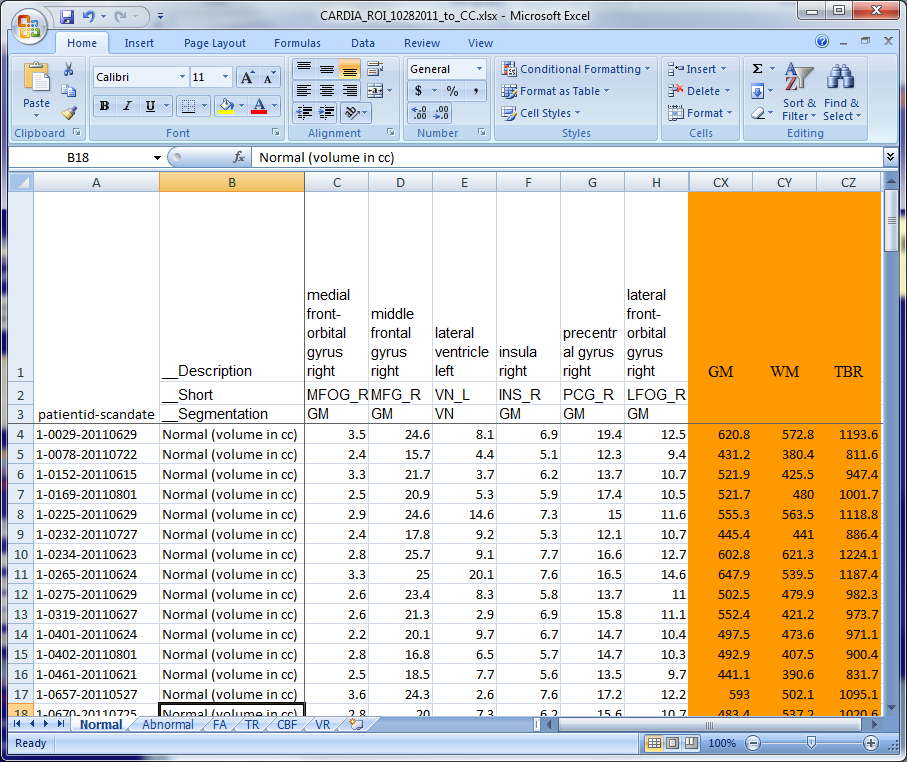 CARDIA_ROI_10282011_to_CC.xlsx - Microsoft Excel
Home Insert Page Layout Formulas Data Review View
Paste Calibri 11 A A General Conditional Formatting Insert Σ
B I U A $ % , Format as Table Delete Sort & Find &
.00 .00 Cell Styles Format Filter Select
Clipboard Font Alignment Number Styles Cells Editing
B18 fx Normal (volume in cc)
A B C D E F G H CX CY CZ
medial lateral
front- middle front-
orbital frontal lateral precentr orbital
gyrus gyrus ventricle insula al gyrus gyrus
1 __Description right right left right right right GM WM TBR
2 __Short MFOG_R MFG_R VN_L INS_R PCG_R LFOG_R
3 patientid-scandate __Segmentation GM GM VN GM GM GM
4 1-0029-20110629 Normal (volume in cc) 3.5 24.6 8.1 6.9 19.4 12.5 620.8 572.8 1193.6
5 1-0078-20110722 Normal (volume in cc) 2.4 15.7 4.4 5.1 12.3 9.4 431.2 380.4 811.6
6 1-0152-20110615 Normal (volume in cc) 3.3 21.7 3.7 6.2 13.7 10.7 521.9 425.5 947.4
7 1-0169-20110801 Normal (volume in cc) 2.5 20.9 5.3 5.9 17.4 10.5 521.7 480 1001.7
8 1-0225-20110629 Normal (volume in cc) 2.9 24.6 14.6 7.3 15 11.6 555.3 563.5 1118.8
9 1-0232-20110727 Normal (volume in cc) 2.4 17.8 9.2 5.3 12.1 10.7 445.4 441 886.4
10 1-0234-20110623 Normal (volume in cc) 2.8 25.7 9.1 7.7 16.6 12.7 602.8 621.3 1224.1
11 1-0265-20110624 Normal (volume in cc) 3.3 25 20.1 7.6 16.5 14.6 647.9 539.5 1187.4
12 1-0275-20110629 Normal (volume in cc) 2.6 23.4 8.3 5.8 13.7 11 502.5 479.9 982.3
13 1-0319-20110627 Normal (volume in cc) 2.6 21.3 2.9 6.9 15.8 11.1 552.4 421.2 973.7
14 1-0401-20110624 Normal (volume in cc) 2.2 20.1 9.7 6.7 14.7 10.4 497.5 473.6 971.1
15 1-0402-20110801 Normal (volume in cc) 2.8 16.8 6.5 5.7 14.7 10.3 492.9 407.5 900.4
16 1-0461-20110621 Normal (volume in cc) 2.5 18.5 7.7 5.6 13.5 9.7 441.1 390.6 831.7
17 1-0657-20110527 Normal (volume in cc) 3.6 24.3 2.6 7.6 17.2 12.2 593 502.1 1095.1
18 1-0670-20110725 Normal (volume in cc) 2.8 20 7.3 6.2 15.6 10.7 483.4 537.2 1020.6
Normal Abnormal FA TR CBF VR
Ready 100%